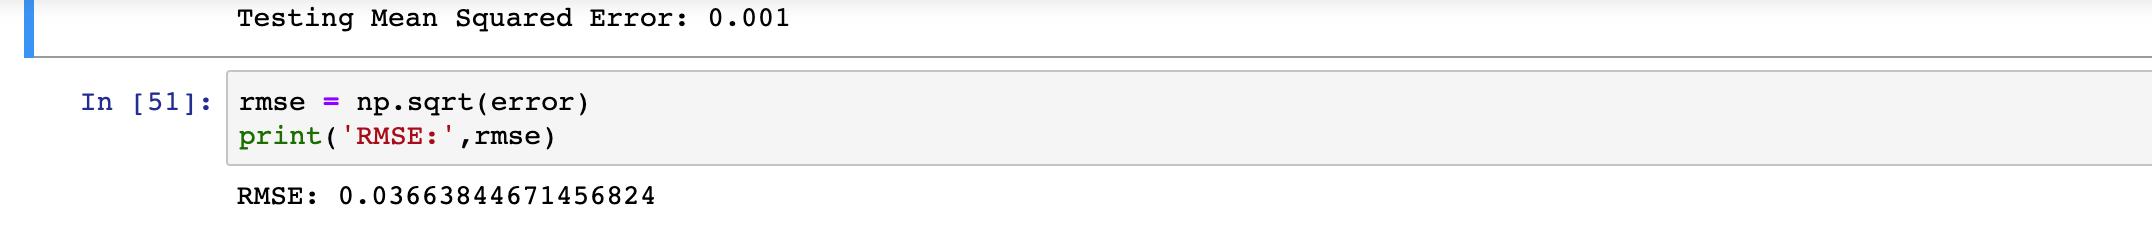 Testing Mean Squared Error: 0.001
In [51]: rmse = np.sqrt(error)
print('RMSE:',rmse)
RMSE: 0.03663844671456824